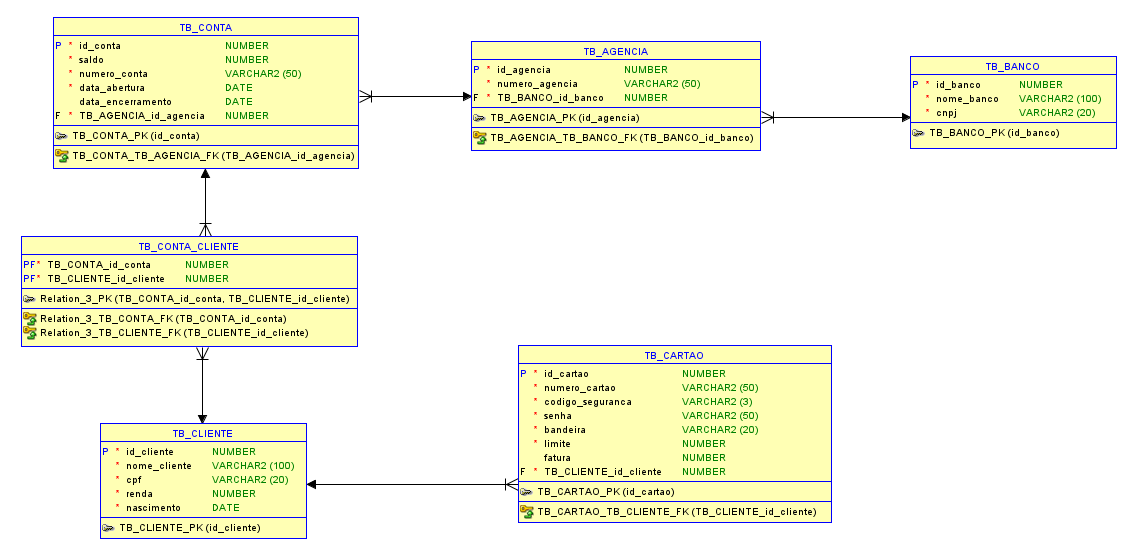 TB_CONTA
P * id_conta NUMBER
* saldo NUMBER
* numero_conta VARCHAR2 (50)
* data_abertura DATE
data_encerramento DATE
F * TB_AGENCIA_id_agencia NUMBER
TB_CONTA_PK (id_conta)
TB_CONTA_TB_AGENCIA_FK (TB_AGENCIA_id_agencia)
TB_AGENCIA
P * id_agencia NUMBER
* numero_agencia VARCHAR2 (50)
F * TB_BANCO_id_banco NUMBER
TB_AGENCIA_PK (id_agencia)
TB_AGENCIA_TB_BANCO_FK (TB_BANCO_id_banco)
TB_BANCO
P * id_banco NUMBER
* nome_banco VARCHAR2 (100)
* cnpj VARCHAR2 (20)
TB_BANCO_PK (id_banco)
TB_CONTA_CLIENTE
PF* TB_CONTA_id_conta NUMBER
PF* TB_CLIENTE_id_cliente NUMBER
Relation_3_PK (TB_CONTA_id_conta, TB_CLIENTE_id_cliente)
Relation_3_TB_CONTA_FK (TB_CONTA_id_conta)
Relation_3_TB_CLIENTE_FK (TB_CLIENTE_id_cliente)
TB_CLIENTE
P * id_cliente NUMBER
* nome_cliente VARCHAR2 (100)
* cpf VARCHAR2 (20)
* renda NUMBER
* nascimento DATE
TB_CLIENTE_PK (id_cliente)
TB_CARTAO
P * id_cartao NUMBER
* numero_cartao VARCHAR2 (50)
* codigo_seguranca VARCHAR2 (3)
* senha VARCHAR2 (50)
* bandeira VARCHAR2 (20)
* limite NUMBER
fatura NUMBER
F * TB_CLIENTE_id_cliente NUMBER
TB_CARTAO_PK (id_cartao)
TB_CARTAO_TB_CLIENTE_FK (TB_CLIENTE_id_cliente)